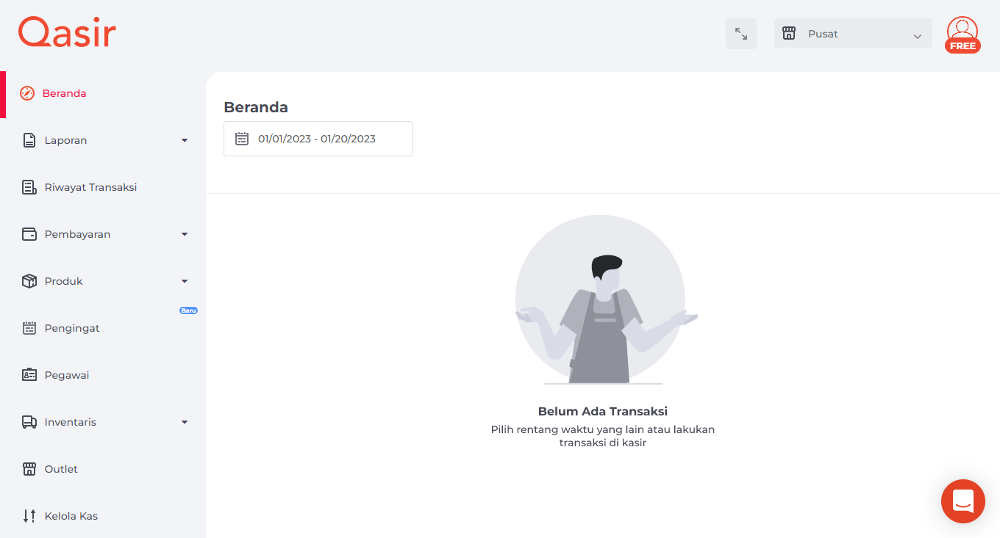 Qasir
Pusat
FREE
Beranda
Laporan
Riwayat Transaksi
Pembayaran
Produk
Baru
Pengingat
Pegawai
Inventaris
Outlet
Kelola Kas
Beranda
01/01/2023 - 01/20/2023
Belum Ada Transaksi
Pilih rentang waktu yang lain atau lakukan
transaksi di kasir